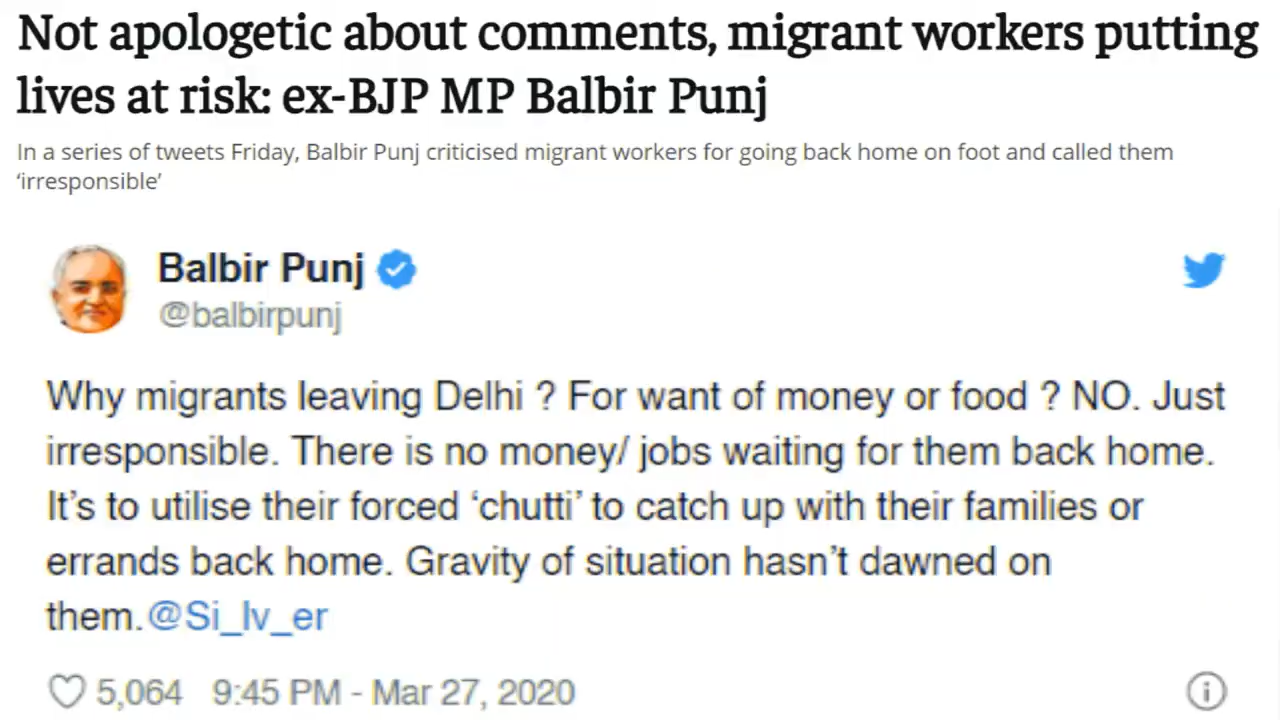 Not apologetic about comments, migrant workers putting
lives at risk: ex-BJP MP Balbir Punj
In a series of tweets Friday, Balbir Punj criticised migrant workers for going back home on foot and called them
‘irresponsible’
Balbir Punj
@balbirpunj
Why migrants leaving Delhi ? For want of money or food ? NO. Just
irresponsible. There is no money/ jobs waiting for them back home.
It’s to utilise their forced ‘chutti’ to catch up with their families or
errands back home. Gravity of situation hasn’t dawned on
them.@Si_lv_er
5,064 9:45 PM - Mar 27, 2020